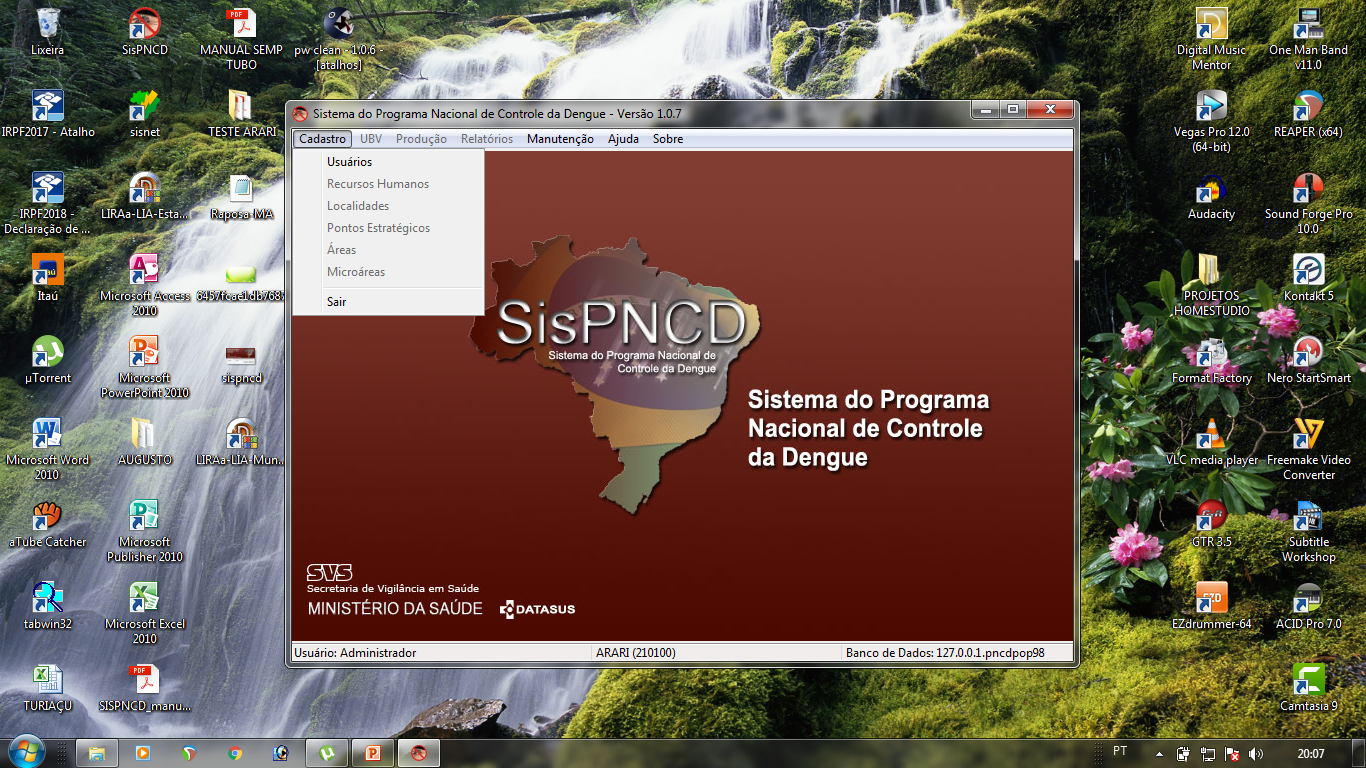 Lixeira
SisPNCD
MANUAL SEMP
TUBO
pw clean - 1.0.6 -
[atalhos]
Digital Music
Mentor
One Man Band
v11.0
IRPF2017 - Atalho
sisnet
TESTE ARARI
Vegas Pro 12.0
(64-bit)
REAPER (x64)
IRPF2018 -
Declaração de ...
LIRAa-LIA-Esta...
Raposa-MA
Audacity
Sound Forge Pro
10.0
Itaú
Microsoft Access
2010
PROJETOS
HOMESTUDIO
Kontakt 5
µTorrent
Microsoft
PowerPoint 2010
sispncd
Format Factory
Nero StartSmart
Microsoft Word
2010
AUGUSTO
LIRAa-LIA-Mun...
VLC media player
Freemake Video
Converter
aTube Catcher
Microsoft
Publisher 2010
GTR 3.5
Subtitle
Workshop
tabwin32
Microsoft Excel
2010
EZdrummer-64
ACID Pro 7.0
TURIAÇU
SISPNCD_manu...
Camtasia 9
Sistema do Programa Nacional de Controle da Dengue - Versão 1.0.7
Cadastro UBV Produção Relatórios Manutenção Ajuda Sobre
Usuários
Recursos Humanos
Localidades
Pontos Estratégicos
Áreas
Microáreas
Sair
SisPNCD
Sistema do Programa Nacional de
Controle da Dengue
Sistema do Programa
Nacional de Controle
da Dengue
SVS
Secretaria de Vigilância em Saúde
MINISTÉRIO DA SAÚDE DATASUS
Usuário: Administrador ARARI (210100) Banco de Dados: 127.0.0.1.pncdpop98
PT 20:07